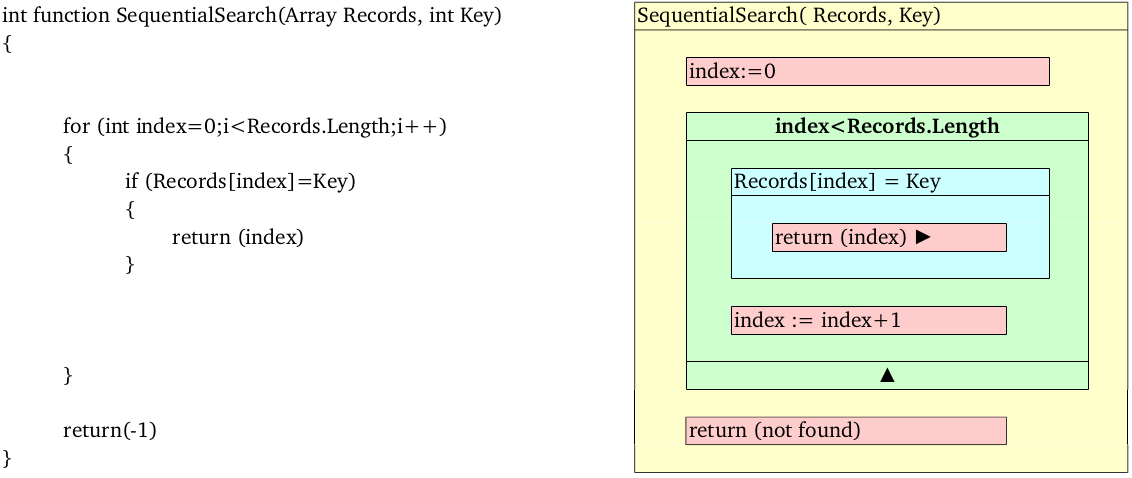 int function SequentialSearch(Array Records, int Key)
{
for (int index=0;i<Records.Length;i++)
{
if (Records[index]=Key)
{
return (index)
}
}
return(-1)
}
SequentialSearch( Records, Key)
index:=0
index<Records.Length
Records[index] = Key
return (index) ►
index := index+1
▲
return (not found)